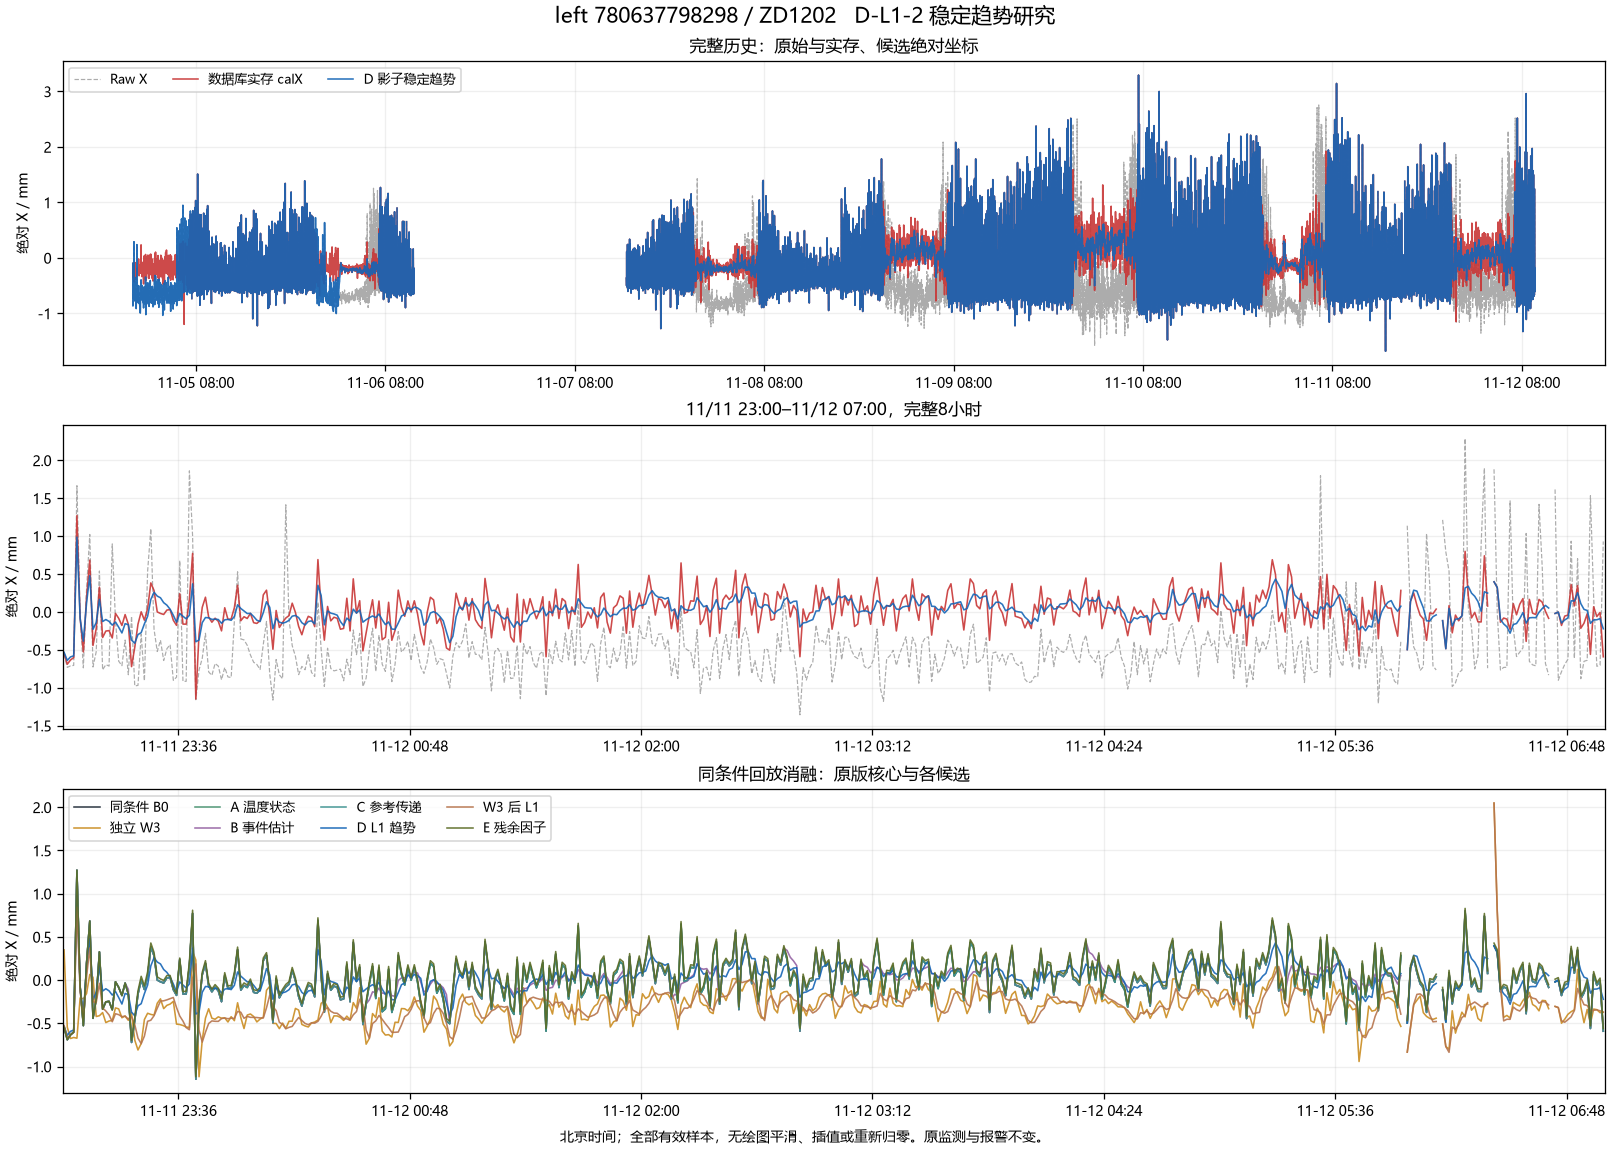 left 780637798298 / ZD1202   D-L1-2 稳定趋势研究
完整历史：原始与实存、候选绝对坐标
Raw X
数据库实存 calX
D 影子稳定趋势
绝对 X / mm
3
2
1
0
-1
11-05 08:00
11-06 08:00
11-07 08:00
11-08 08:00
11-09 08:00
11-10 08:00
11-11 08:00
11-12 08:00
11/11 23:00–11/12 07:00，完整8小时
绝对 X / mm
2.0
1.5
1.0
0.5
0.0
-0.5
-1.0
-1.5
11-11 23:36
11-12 00:48
11-12 02:00
11-12 03:12
11-12 04:24
11-12 05:36
11-12 06:48
同条件回放消融：原版核心与各候选
同条件 B0
A 温度状态
C 参考传递
W3 后 L1
独立 W3
B 事件估计
D L1 趋势
E 残余因子
绝对 X / mm
2.0
1.5
1.0
0.5
0.0
-0.5
-1.0
11-11 23:36
11-12 00:48
11-12 02:00
11-12 03:12
11-12 04:24
11-12 05:36
11-12 06:48
北京时间；全部有效样本，无绘图平滑、插值或重新归零。原监测与报警不变。